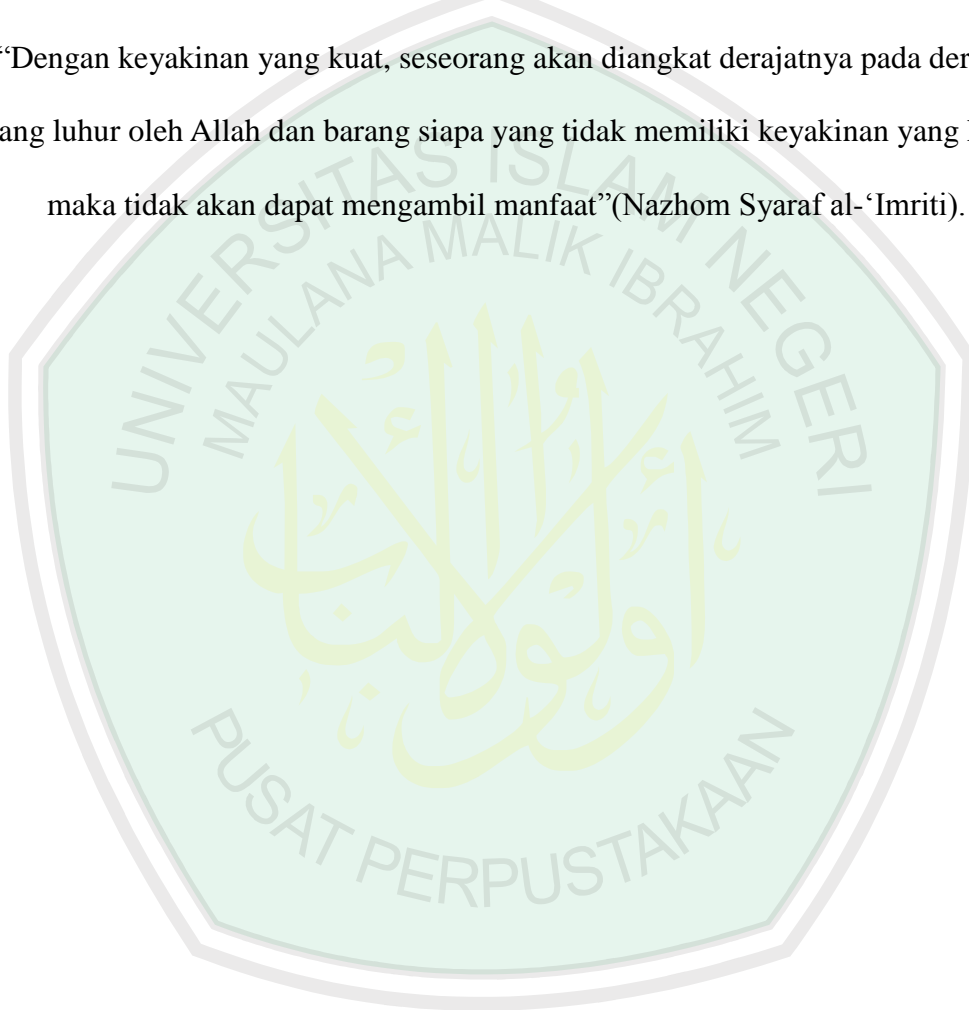 “Dengan keyakinan yang kuat, seseorang akan diangkat derajatnya pada
luhur oleh Allah dan barang siapa yang tidak memiliki keyakinan yang
maka tidak akan dapat mengambil manfaat”(Nazhom Syaraf al-‘Imriti).
UNIVERSITAS ISLAM NEGERI
MAULANA MALIK IBRAHIM
أولوا الألباب
PUSAT PERPUSTAKAAN